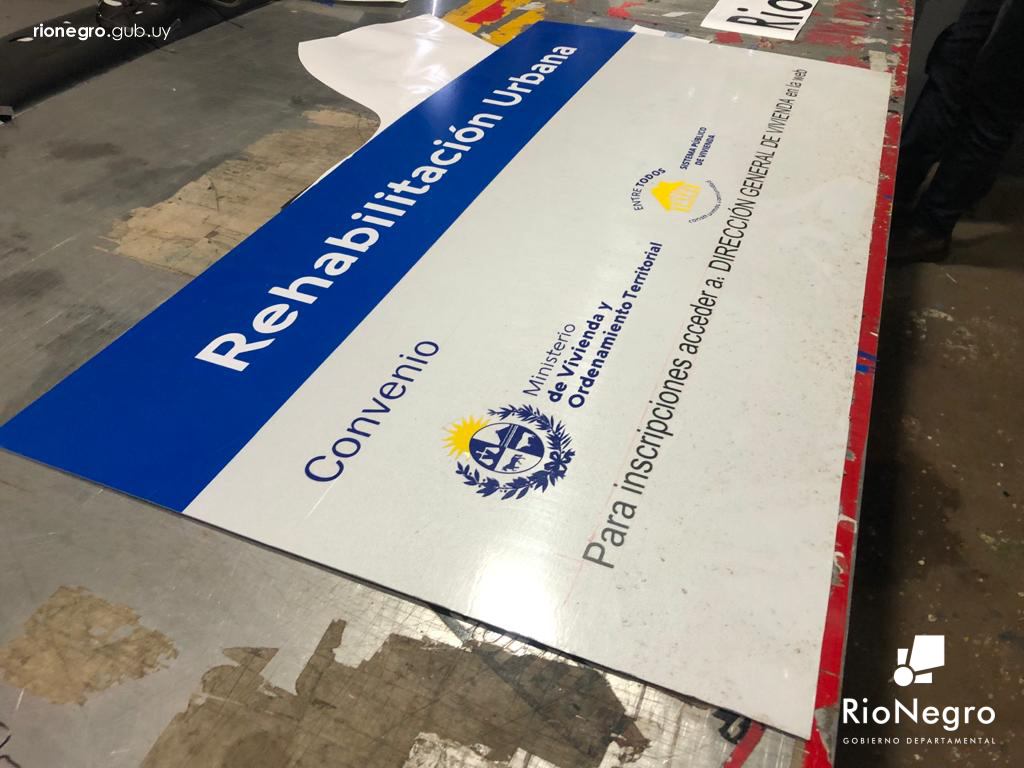 rionegro.gub.uy
Rio
Rehabilitación Urbana
Convenio
Ministerio
de Vivienda y
Ordenamiento Territorial
ENTRE TODOS
SISTEMA PÚBLICO
DE VIVIENDA
Para inscripciones acceder a: DIRECCIÓN GENERAL DE VIVIENDA en la web
RioNegro
GOBIERNO DEPARTAMENTAL